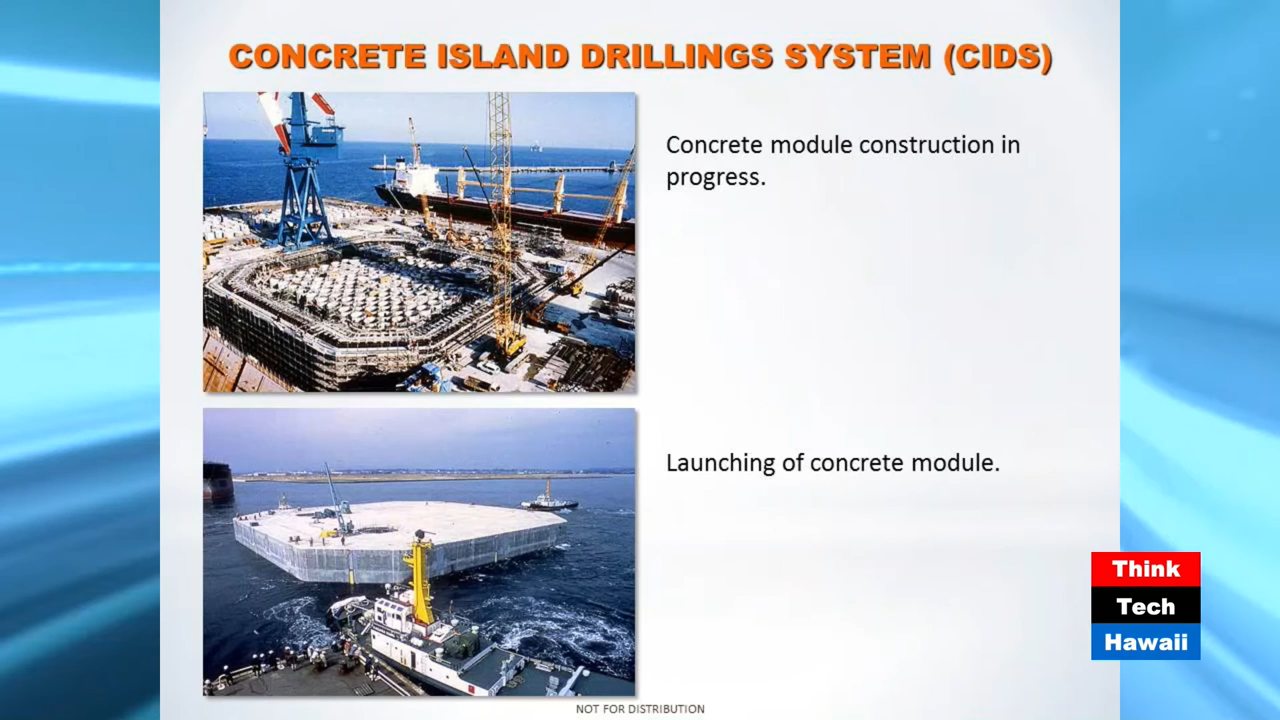 CONCRETE ISLAND DRILLINGS SYSTEM (CIDS)
Concrete module construction in
progress.
Launching of concrete module.
Think
Tech
Hawaii
NOT FOR DISTRIBUTION